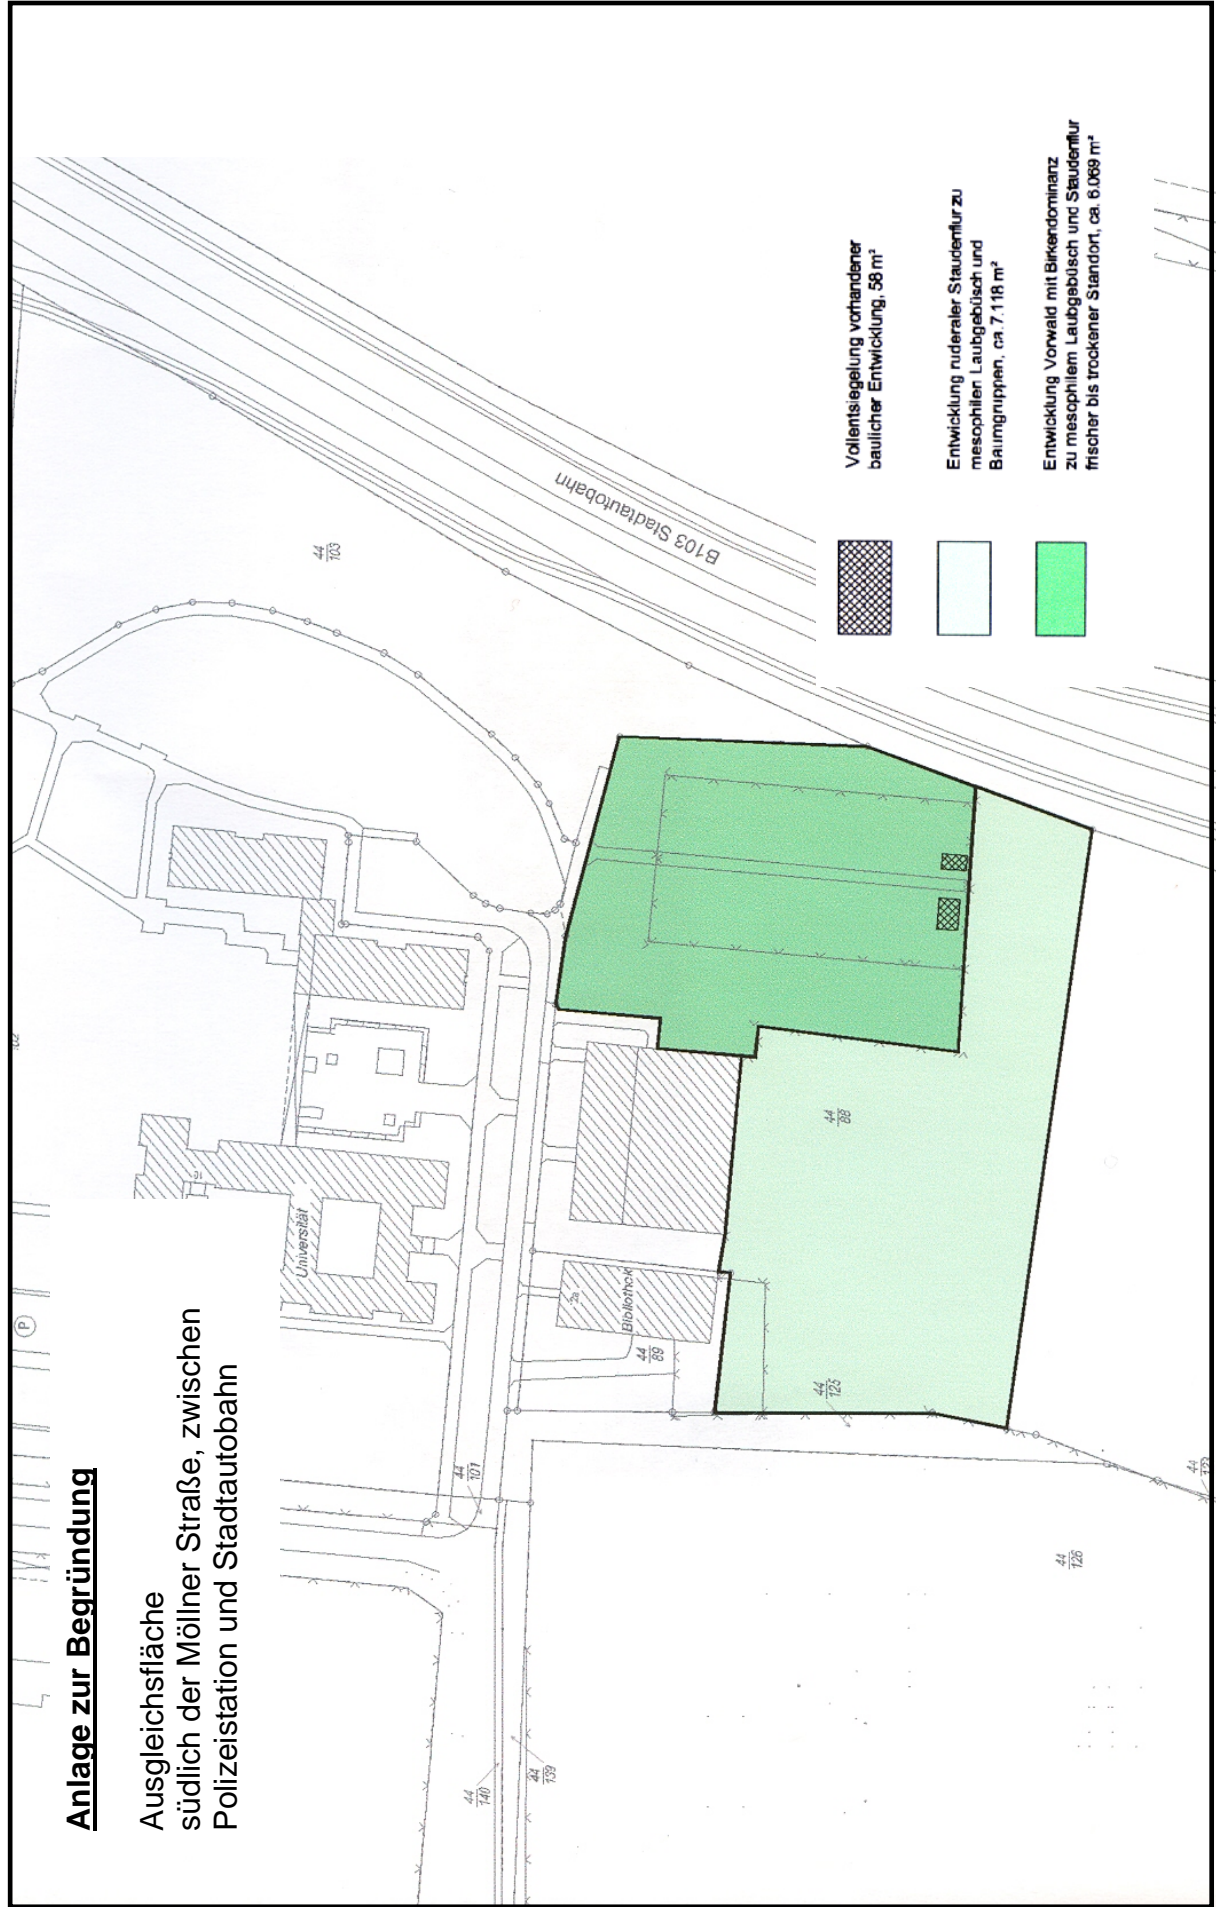 Anlage zur Begründung
Ausgleichsfläche
südlich der Möllner Straße, zwischen
Polizeistation und Stadtautobahn
P
Universität
Bibliothek
2a
B103 Stadtautobahn
44
103
44
101
44
89
44
88
44
125
44
126
44
140
44
139
Vollentsiegelung vorhandener
baulicher Entwicklung, 58 m²
Entwicklung ruderaler Staudenflur zu
mesophilen Laubgebüsch und
Baumgruppen, ca. 7.118 m²
Entwicklung Vorwald mit Birkendominanz
zu mesophilem Laubgebüsch und Staudenflur
frischer bis trockener Standort, ca. 6.069 m²